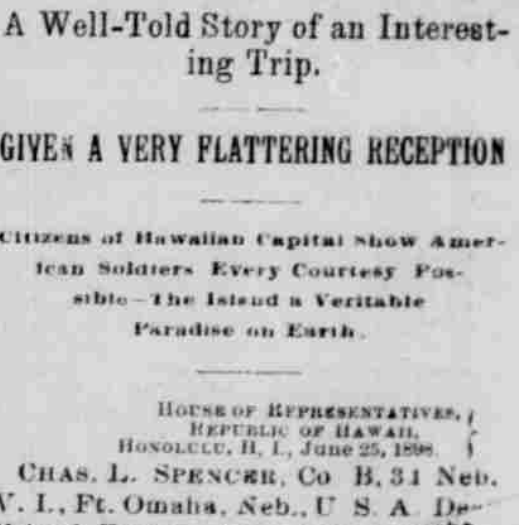 A Well-Told Story of an Interest-
ing Trip.
GIVEN A VERY FLATTERING RECEPTION
Citizens of Hawaiian Capital Show Amer-
ican Soldiers Every Courtesy Pos-
sible—The Island a Veritable
Paradise on Earth.
HOUSE OF REPRESENTATIVES,
REPUBLIC OF HAWAII,
HONOLULU, H. I., June 25, 1898.
CHAS. L. SPENCER, Co B, 31 Neb.
V. I., Ft. Omaha, Neb., U S. A. De-